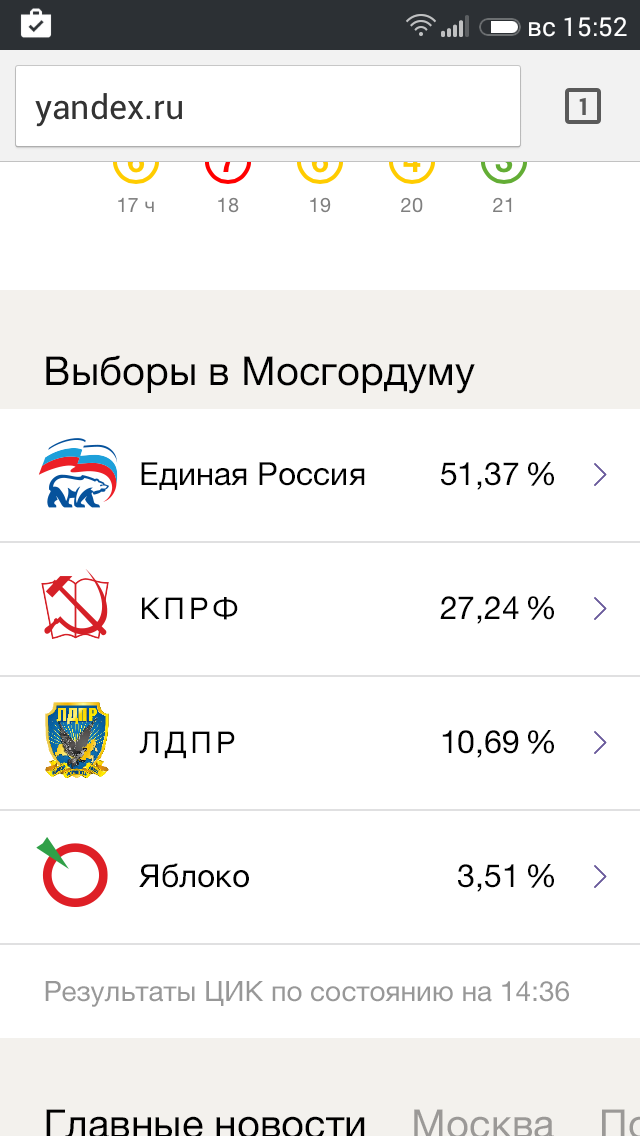 вс 15:52
yandex.ru
1
6 7 6 4 3
17 ч 18 19 20 21
Выборы в Мосгордуму
Единая Россия 51,37 %
КПРФ 27,24 %
ЛДПР
ЛДПР 10,69 %
Яблоко 3,51 %
Результаты ЦИК по состоянию на 14:36
Главные новости Москва